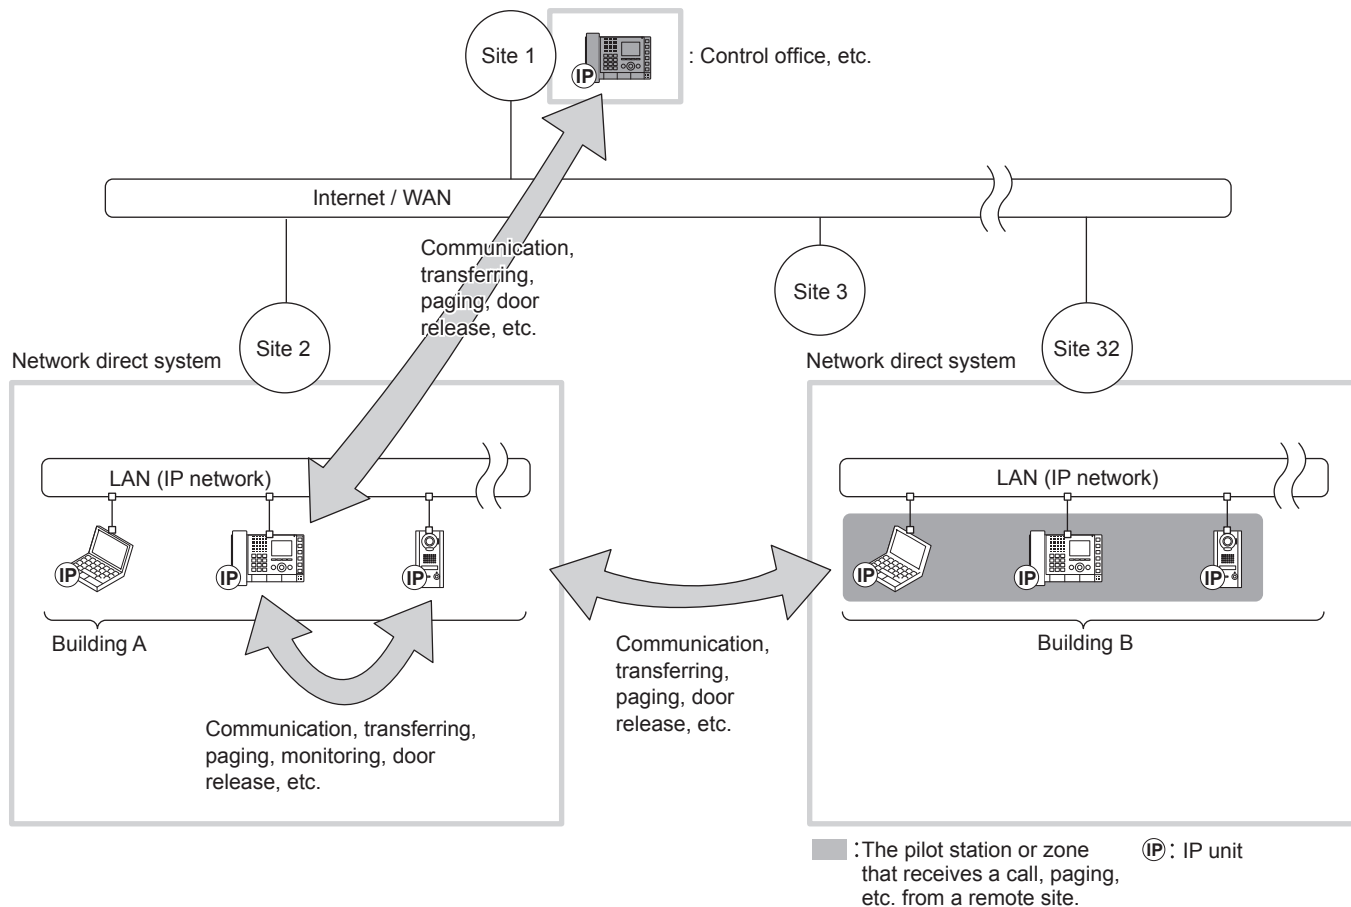 Site 1
IP
: Control office, etc.
Internet / WAN
Communication,
transferring,
paging, door
release, etc.
Site 3
Site 2
Site 32
Network direct system
Network direct system
LAN (IP network)
IP
IP
IP
Building A
Communication, transferring,
paging, monitoring, door
release, etc.
Communication,
transferring,
paging, door
release, etc.
LAN (IP network)
IP
IP
IP
Building B
:The pilot station or zone
that receives a call, paging,
etc. from a remote site.
IP: IP unit